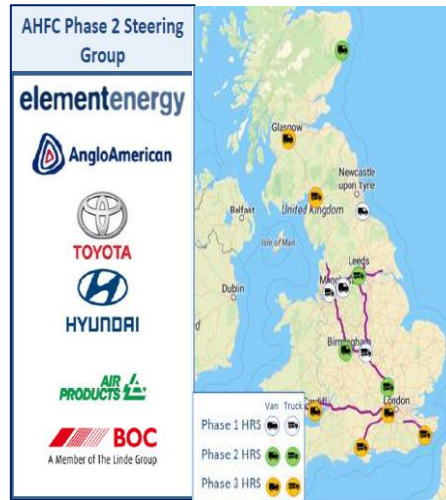 AHFC Phase 2 Steering
Group
elementenergy
AngloAmerican
TOYOTA
HYUNDAI
AIR
PRODUCTS
BOC
A Member of The Linde Group
Glasgow
Newcastle
upon Tyne
Belfast
United Kingdom
Isle of Man
Leeds
Dublin
Birmingham
London
Van Truck
Phase 1 HRS
Phase 2 HRS
Phase 3 HRS